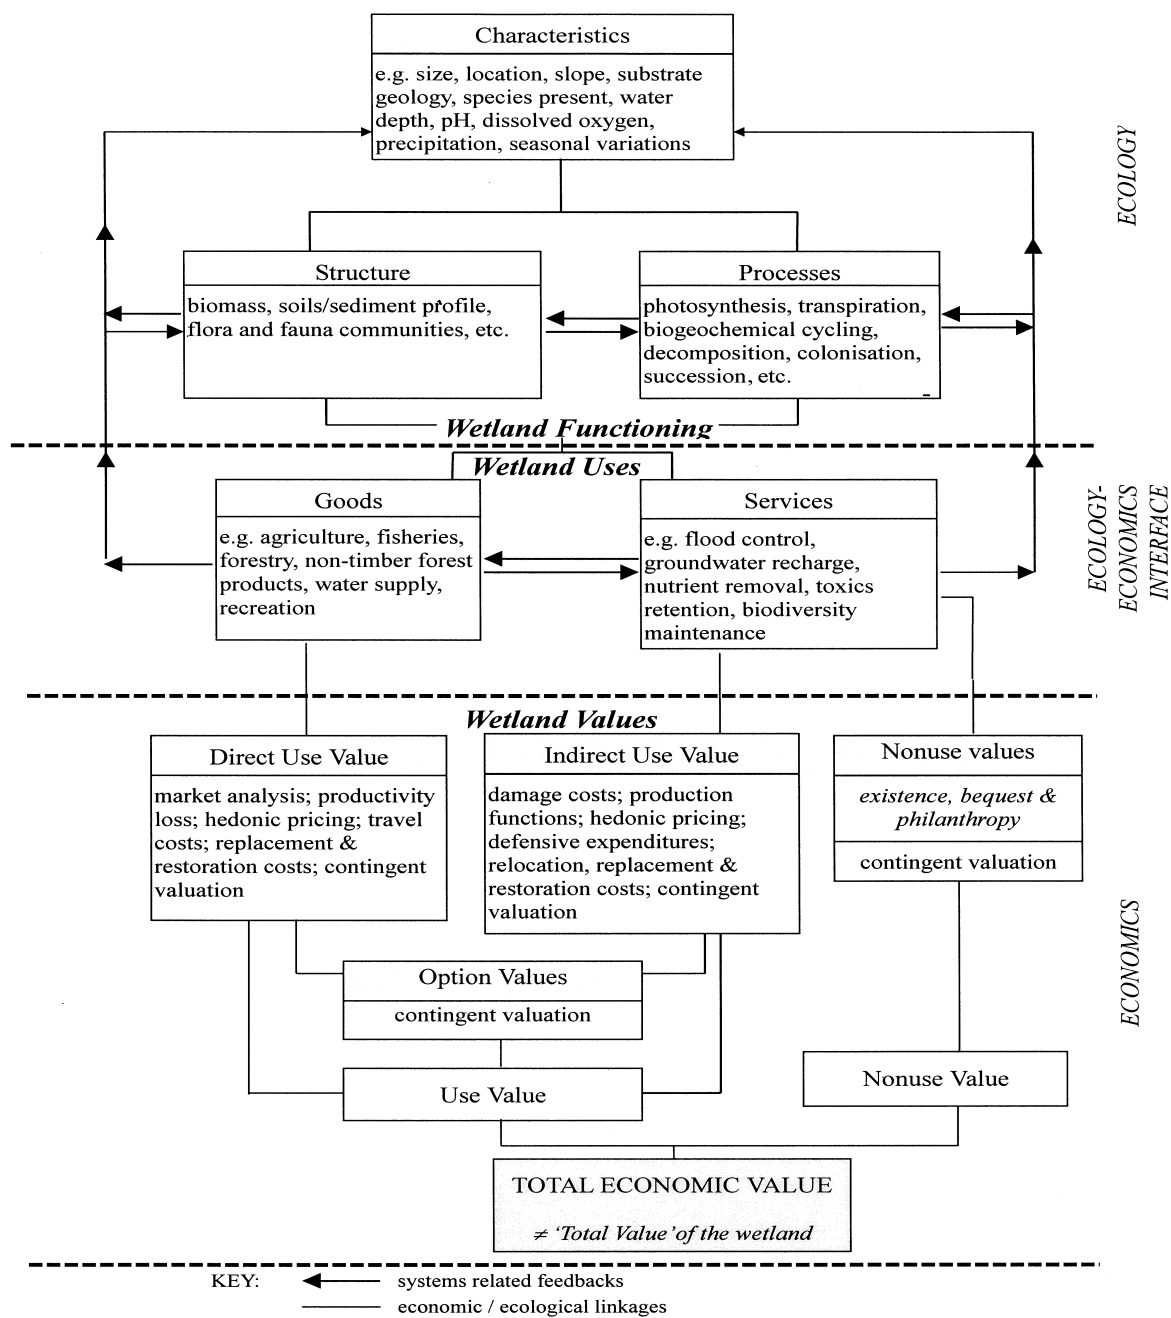 Characteristics
e.g. size, location, slope, substrate
geology, species present, water
depth, pH, dissolved oxygen,
precipitation, seasonal variations
ECOLOGY
Structure
biomass, soils/sediment profile,
flora and fauna communities, etc.
Processes
photosynthesis, transpiration,
biogeochemical cycling,
decomposition, colonisation,
succession, etc.
Wetland Functioning
Wetland Uses
Goods
e.g. agriculture, fisheries,
forestry, non-timber forest
products, water supply,
recreation
Services
e.g. flood control,
groundwater recharge,
nutrient removal, toxics
retention, biodiversity
maintenance
ECOLOGY-
ECONOMICS
INTERFACE
Wetland Values
Direct Use Value
market analysis; productivity
loss; hedonic pricing; travel
costs; replacement &
restoration costs; contingent
valuation
Indirect Use Value
damage costs; production
functions; hedonic pricing;
defensive expenditures;
relocation, replacement &
restoration costs; contingent
valuation
Nonuse values
existence, bequest &
philanthropy
contingent valuation
ECONOMICS
Option Values
contingent valuation
Use Value
Nonuse Value
TOTAL ECONOMIC VALUE
≠ ‘Total Value’ of the wetland
KEY:
systems related feedbacks
economic / ecological linkages